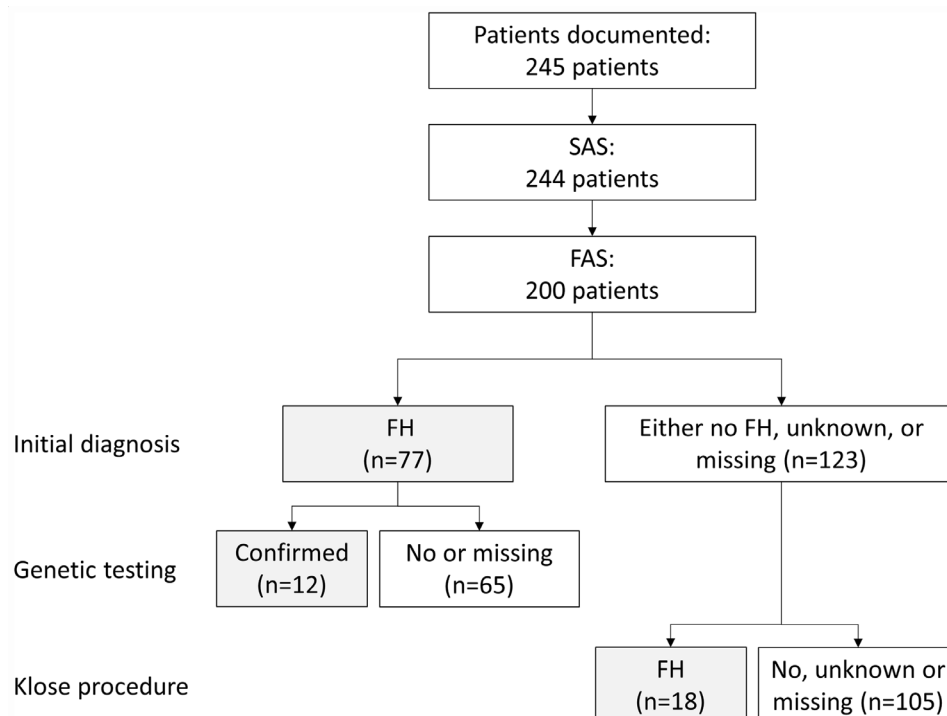 Patients documented:
245 patients
SAS:
244 patients
FAS:
200 patients
Initial diagnosis
FH
(n=77)
Either no FH, unknown, or
missing (n=123)
Genetic testing
Confirmed
(n=12)
No or missing
(n=65)
Klose procedure
FH
(n=18)
No, unknown or
missing (n=105)